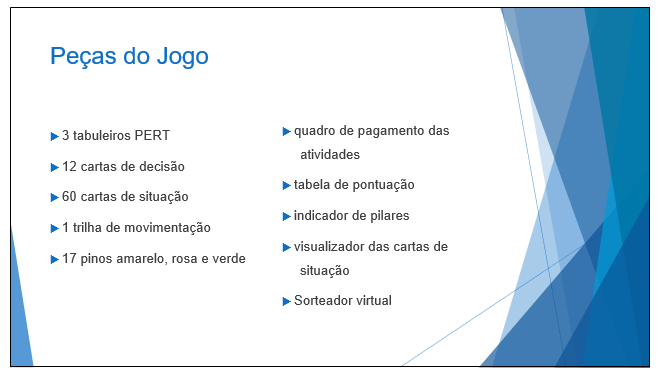 Peças do Jogo
3 tabuleiros PERT
12 cartas de decisão
60 cartas de situação
1 trilha de movimentação
17 pinos amarelo, rosa e verde
quadro de pagamento das
atividades
tabela de pontuação
indicador de pilares
visualizador das cartas de
situação
Sorteador virtual